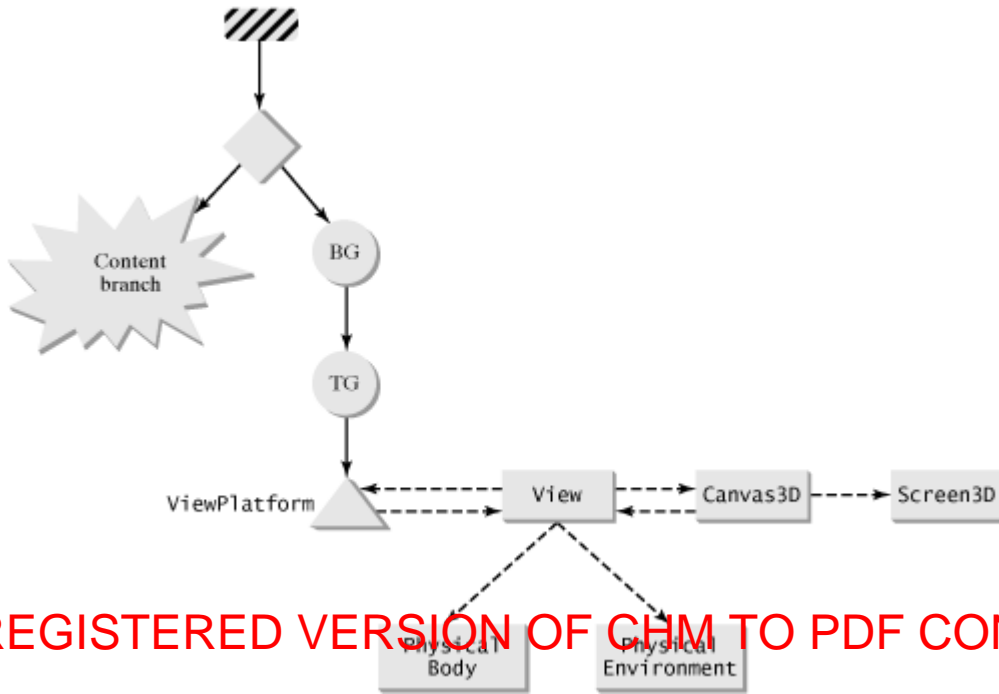 Content
branch
BG
TG
ViewPlatform
View
Canvas3D
Screen3D
REGISTERED VERSION OF CHM TO PDF CON
Physical
Body
Physical
Environment